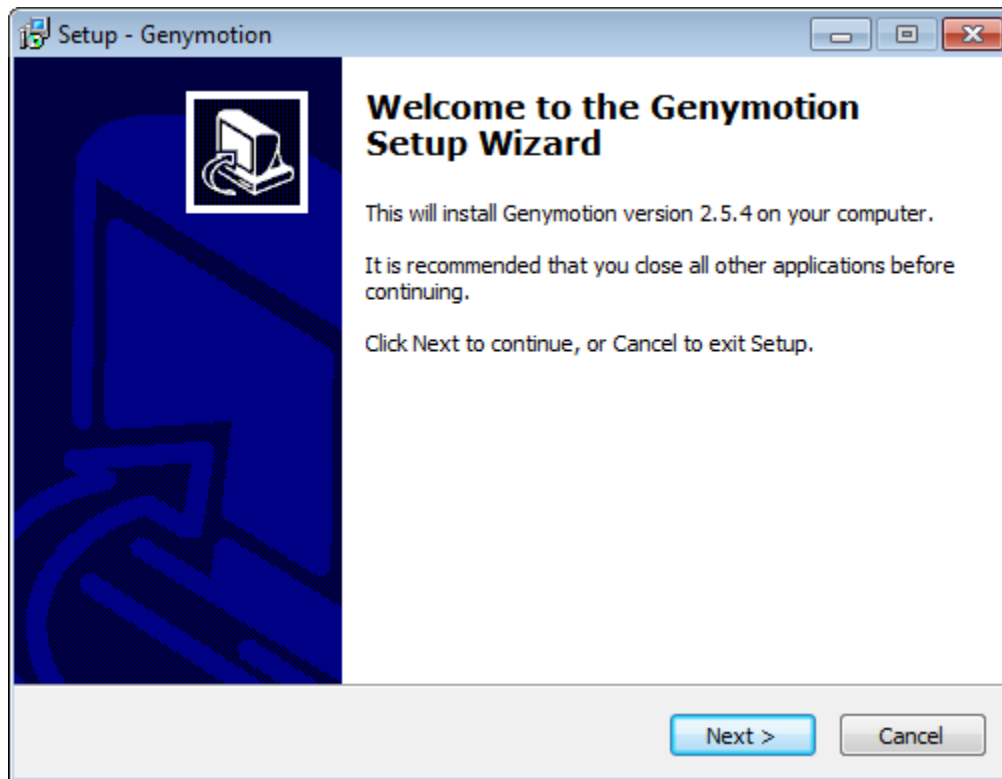 Setup - Genymotion
Welcome to the Genymotion
Setup Wizard
This will install Genymotion version 2.5.4 on your computer.
It is recommended that you close all other applications before
continuing.
Click Next to continue, or Cancel to exit Setup.
Next >
Cancel